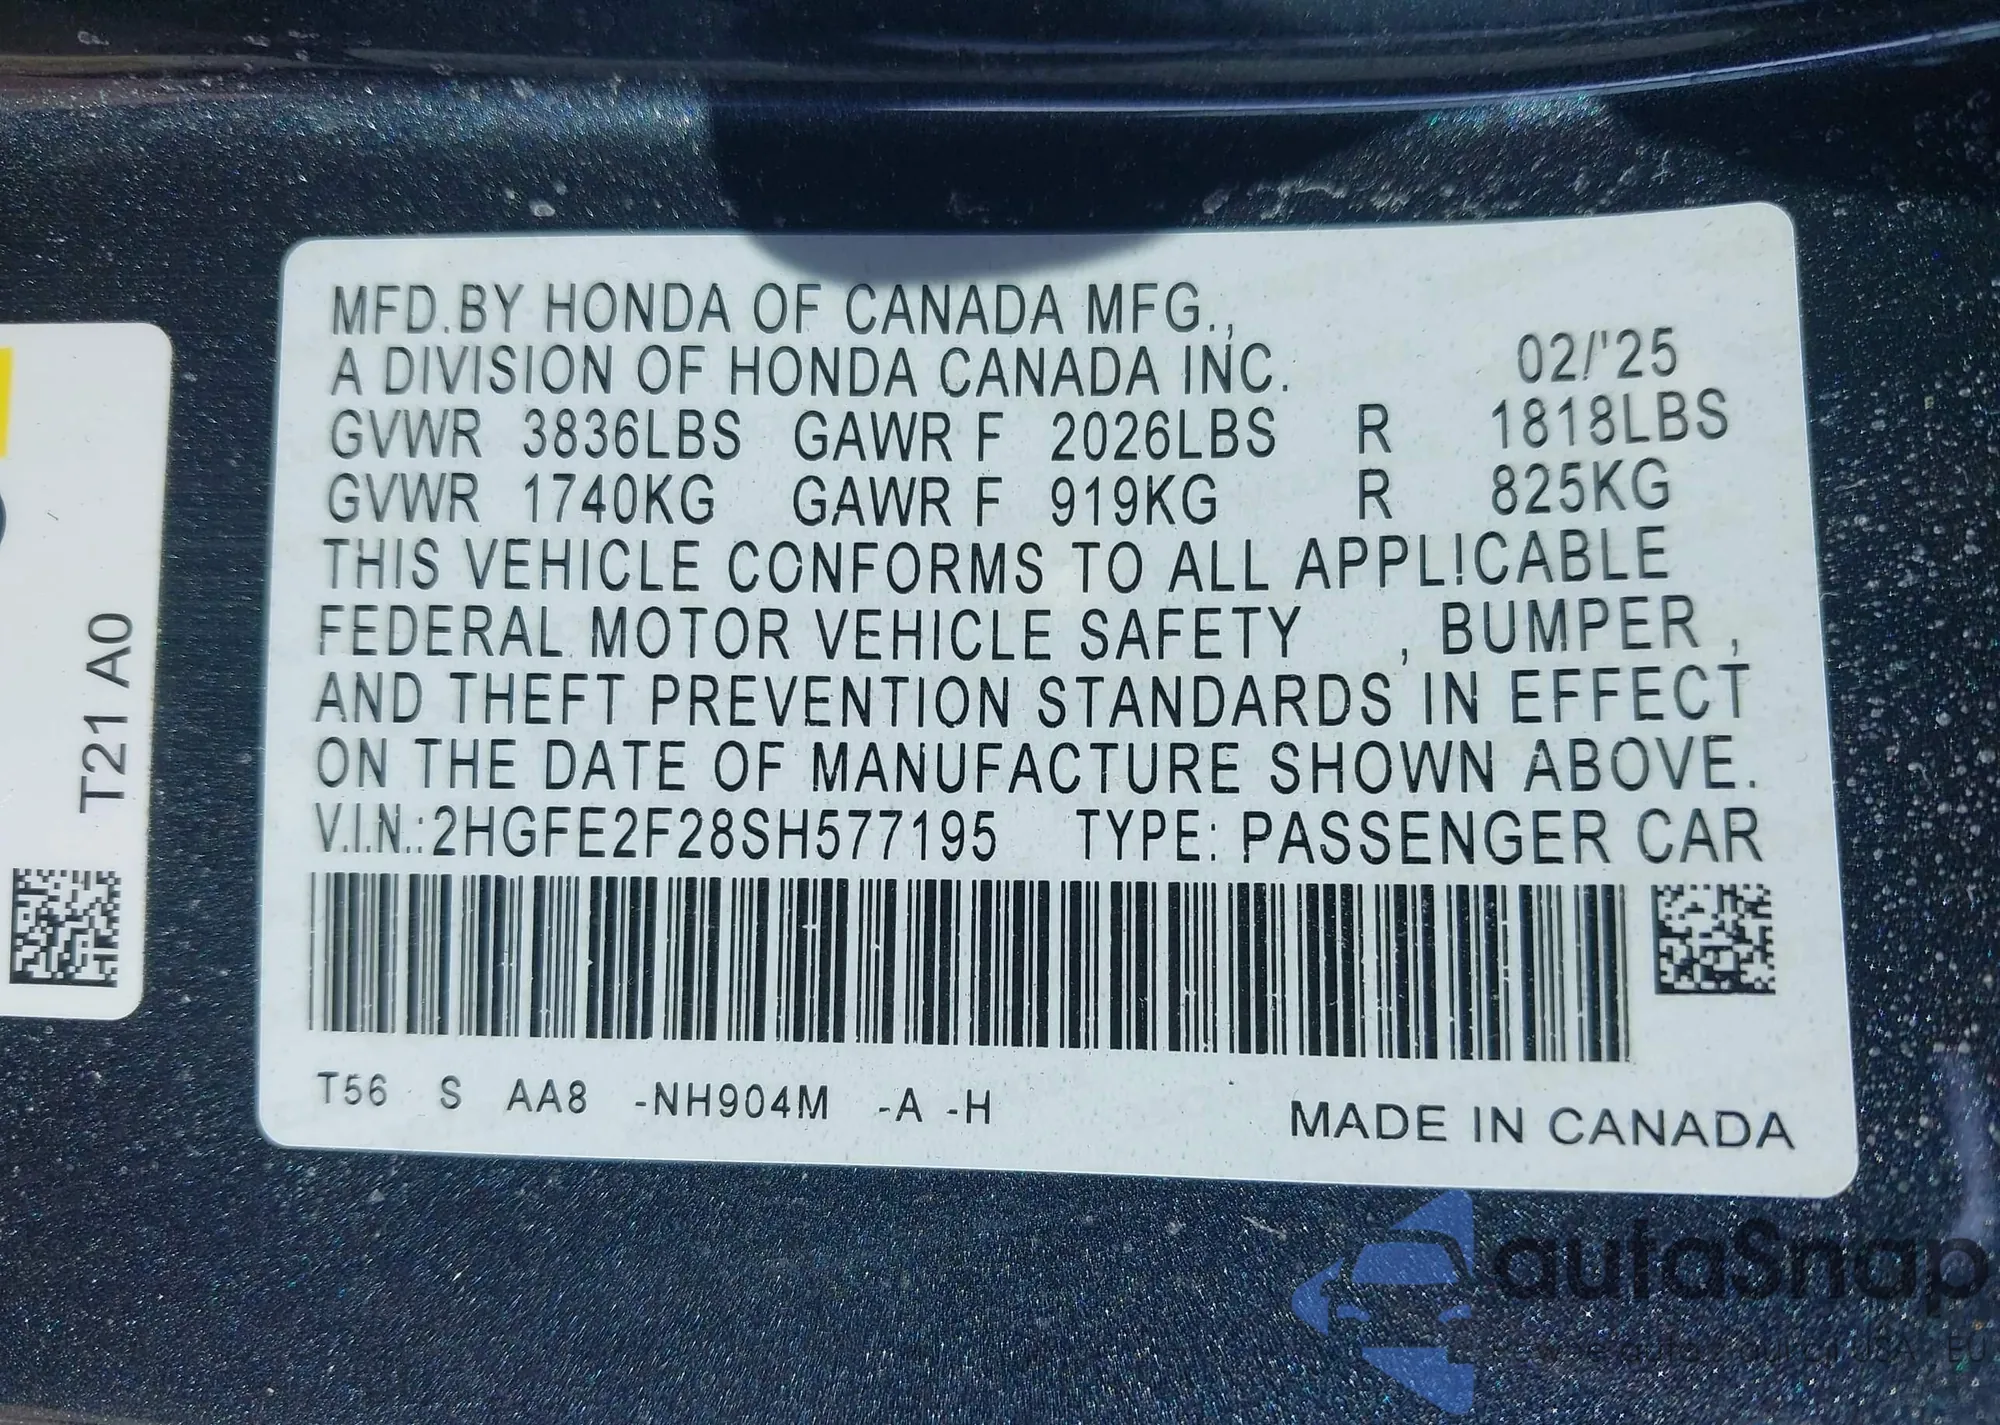 MFD.BY HONDA OF CANADA MFG.,
A DIVISION OF HONDA CANADA INC. 02/'25
GVWR 3836LBS GAWR F 2026LBS R 1818LBS
GVWR 1740KG GAWR F 919KG R 825KG
THIS VEHICLE CONFORMS TO ALL APPLICABLE
FEDERAL MOTOR VEHICLE SAFETY , BUMPER ,
AND THEFT PREVENTION STANDARDS IN EFFECT
ON THE DATE OF MANUFACTURE SHOWN ABOVE.
V.I.N.:2HGFE2F28SH577195 TYPE: PASSENGER CAR
T56 S AA8 -NH904M -A -H
MADE IN CANADA
T21 A0
autaSnap
USA
EU